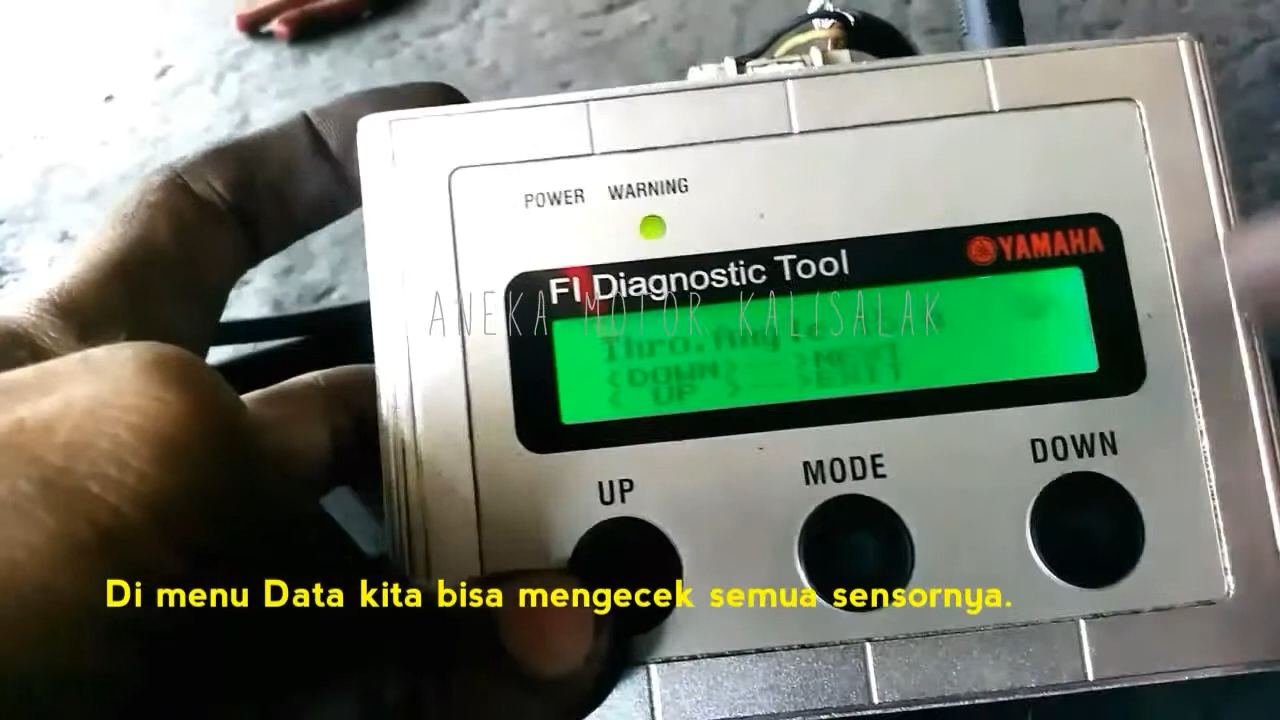 POWER WARNING
FI Diagnostic Tool
YAMAHA
ANEKA MOTOR KALISALAK
Thro.Angle
<DOWN>-->NEXT
< UP >-->EXIT
UP
MODE
DOWN
Di menu Data kita bisa mengecek semua sensornya.